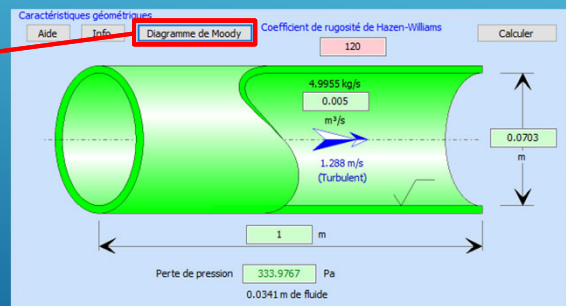 Caractéristiques géométriques
Aide Info Diagramme de Moody Coefficient de rugosité de Hazen-Williams Calculer
120
4.9955 kg/s
0.005
m³/s
0.0703
m
1.288 m/s
(Turbulent)
1 m
Perte de pression 333.9767 Pa
0.0341 m de fluide